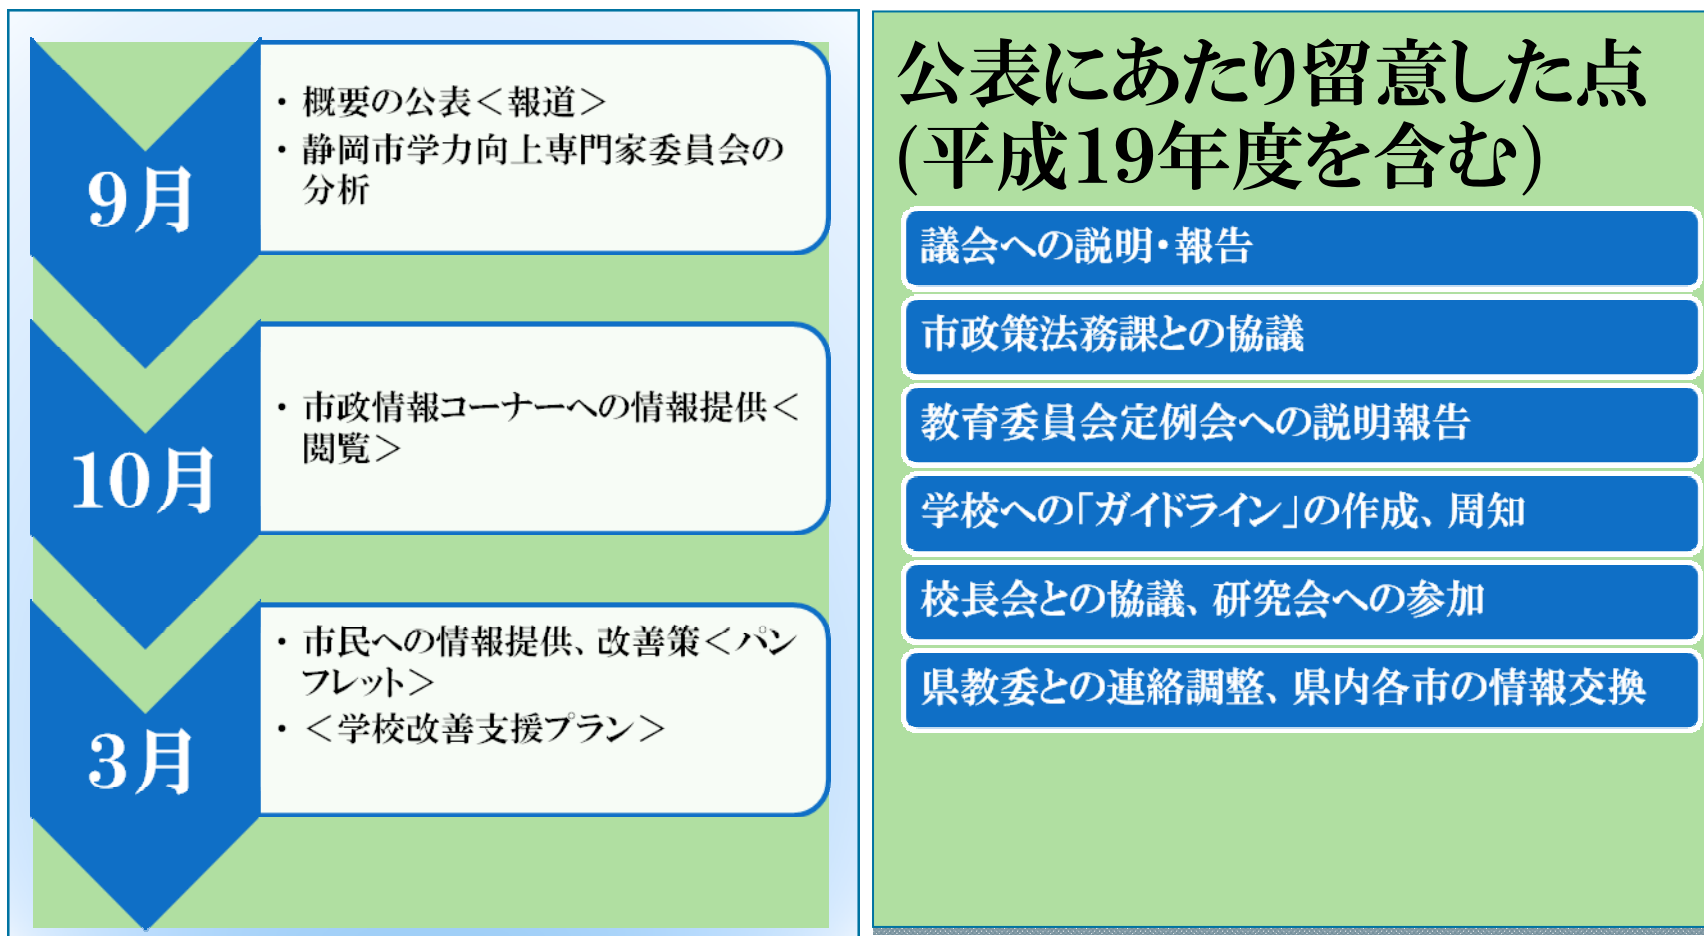 9月
・概要の公表＜報道＞
・静岡市学力向上専門家委員会の
分析
10月
・市政情報コーナーへの情報提供＜
閲覧＞
3月
・市民への情報提供、改善策＜パン
フレット＞
・＜学校改善支援プラン＞
公表にあたり留意した点
(平成19年度を含む)
議会への説明・報告
市政策法務課との協議
教育委員会定例会への説明報告
学校への「ガイドライン」の作成、周知
校長会との協議、研究会への参加
県教委との連絡調整、県内各市の情報交換